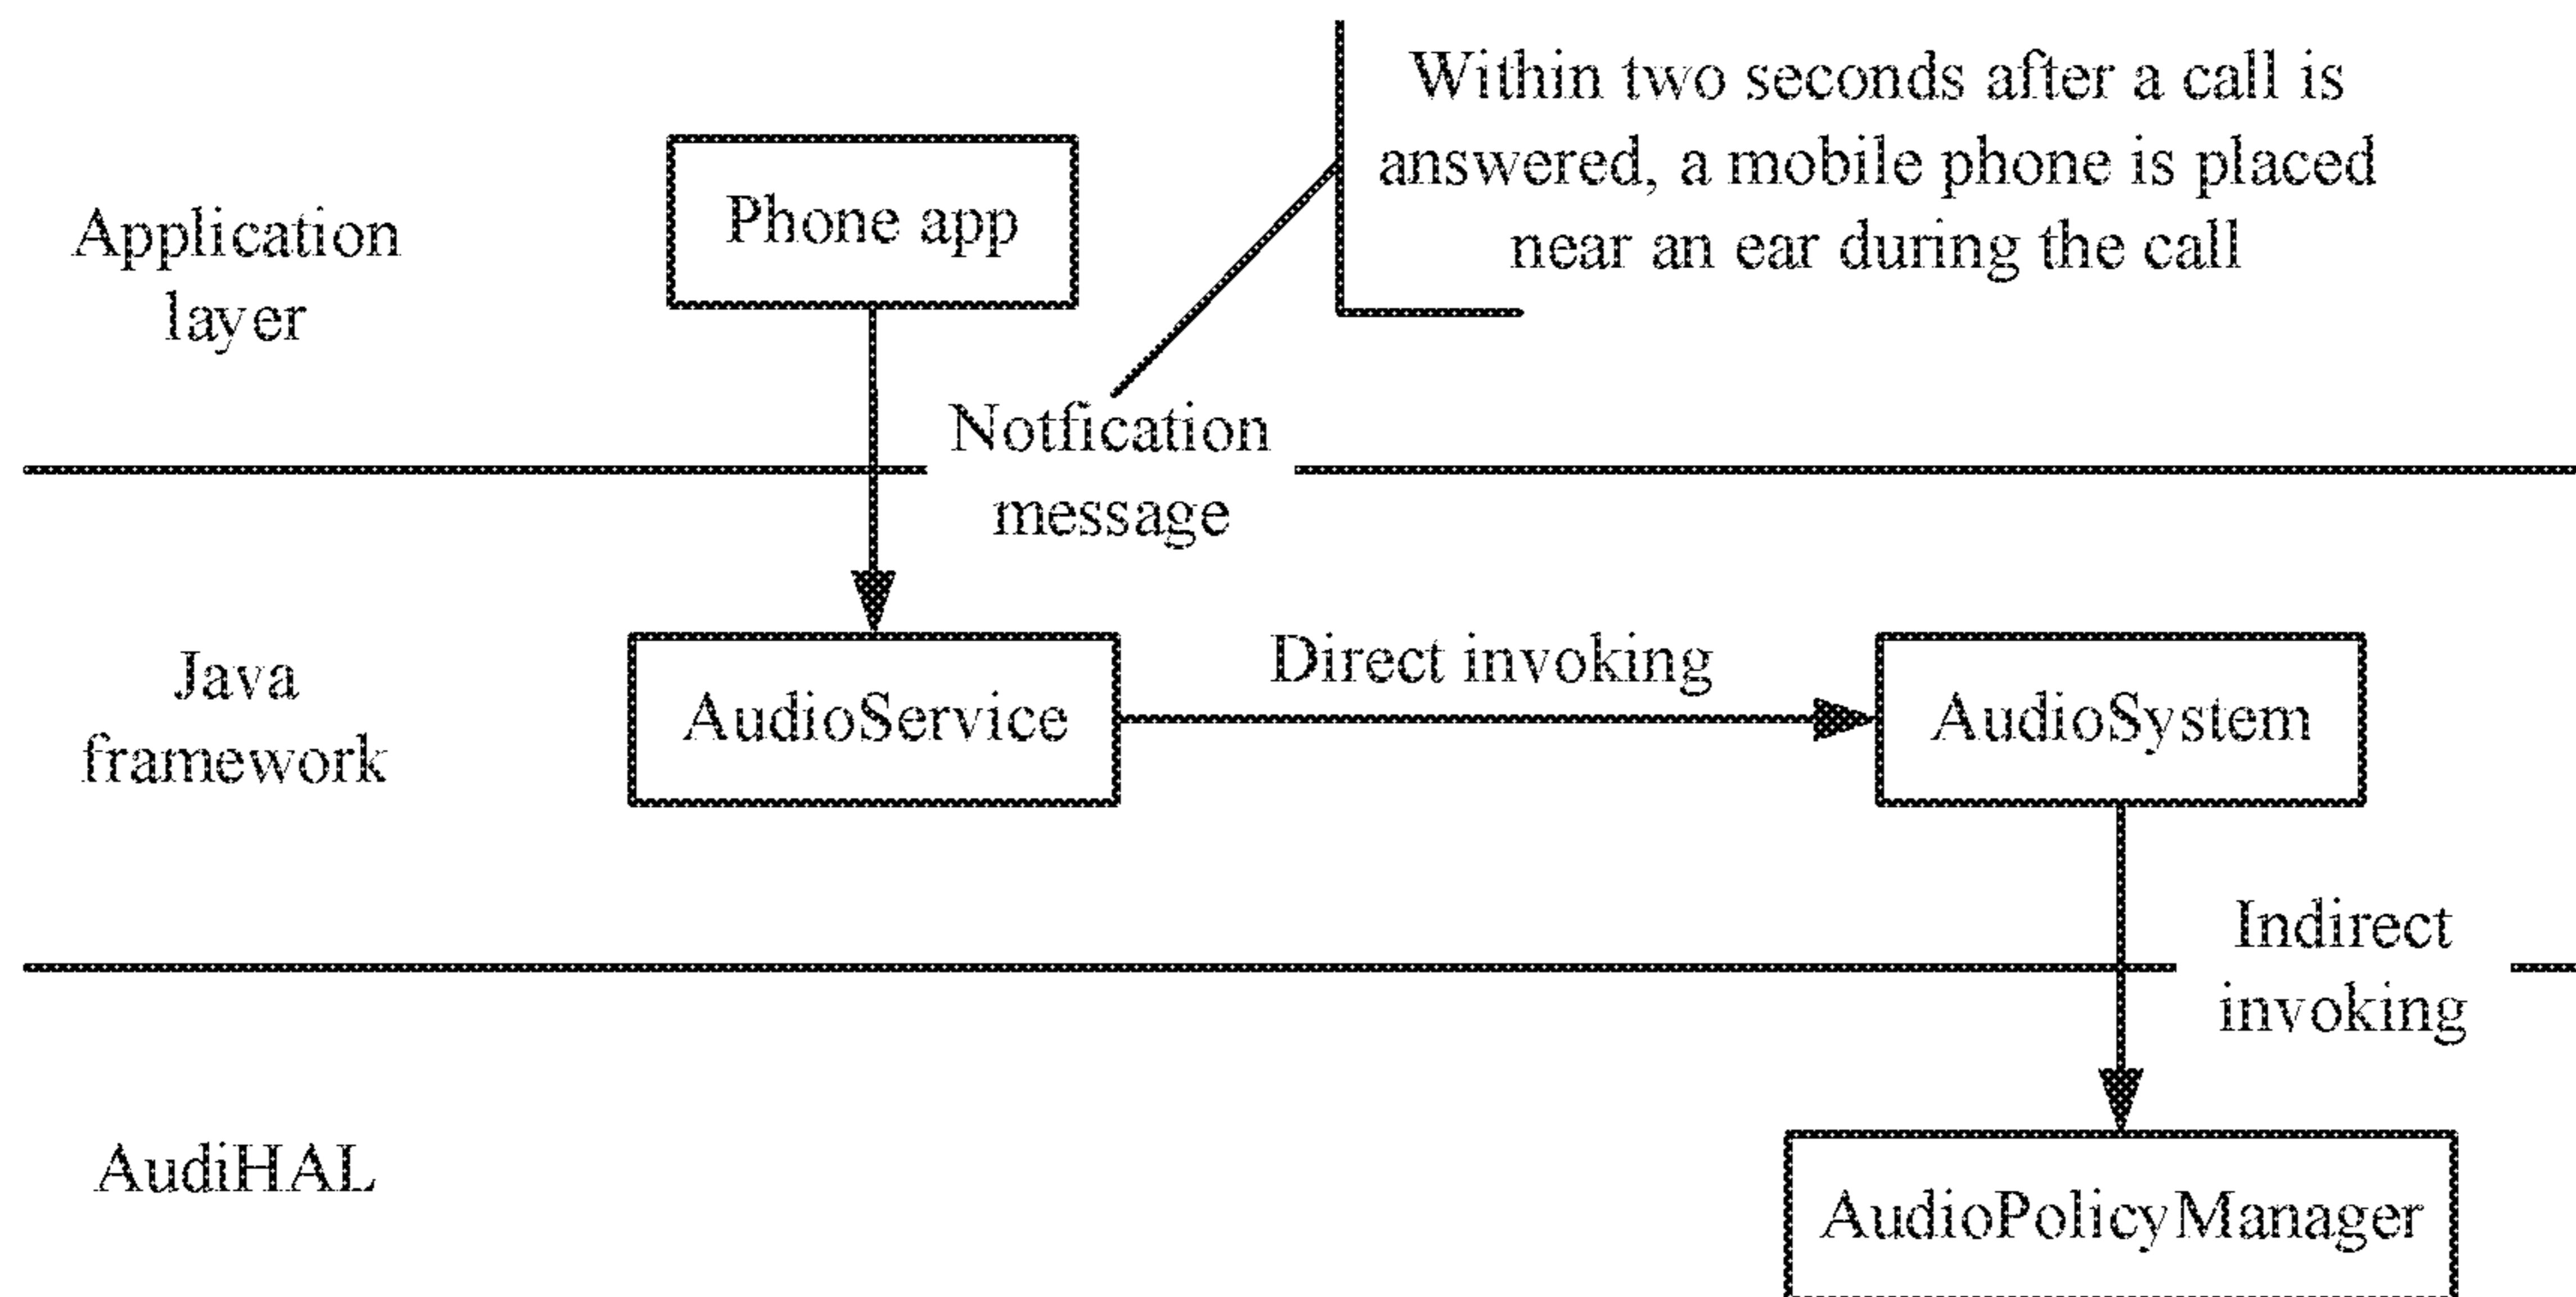 Within two seconds after a call is
answered, a mobile phone is placed
near an ear during the call
Phone app
Application
layer
Notfication
message
Java
framework
AudioService
Direct invoking
AudioSystem
Indirect
invoking
AudiHAL
AudioPolicyManager